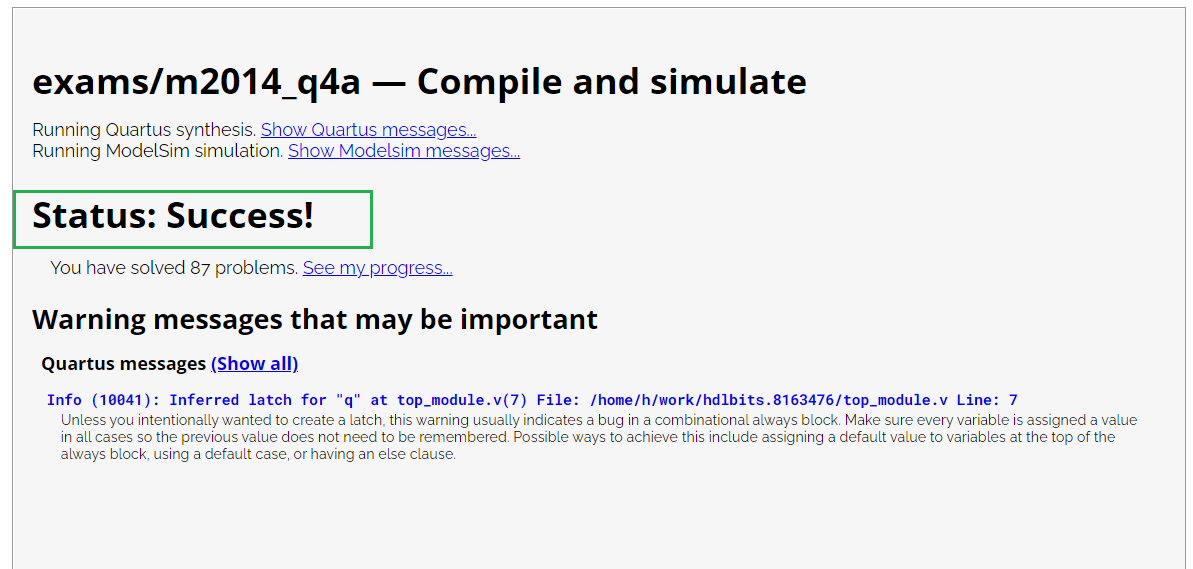 exams/m2014_q4a — Compile and simulate
Running Quartus synthesis. Show Quartus messages...
Running ModelSim simulation. Show Modelsim messages...
Status: Success!
You have solved 87 problems. See my progress...
Warning messages that may be important
Quartus messages (Show all)
Info (10041): Inferred latch for "q" at top_module.v(7) File: /home/h/work/hdlbits.8163476/top_module.v Line: 7
Unless you intentionally wanted to create a latch, this warning usually indicates a bug in a combinational always block. Make sure every variable is assigned a value
in all cases so the previous value does not need to be remembered. Possible ways to achieve this include assigning a default value to variables at the top of the
always block, using a default case, or having an else clause.